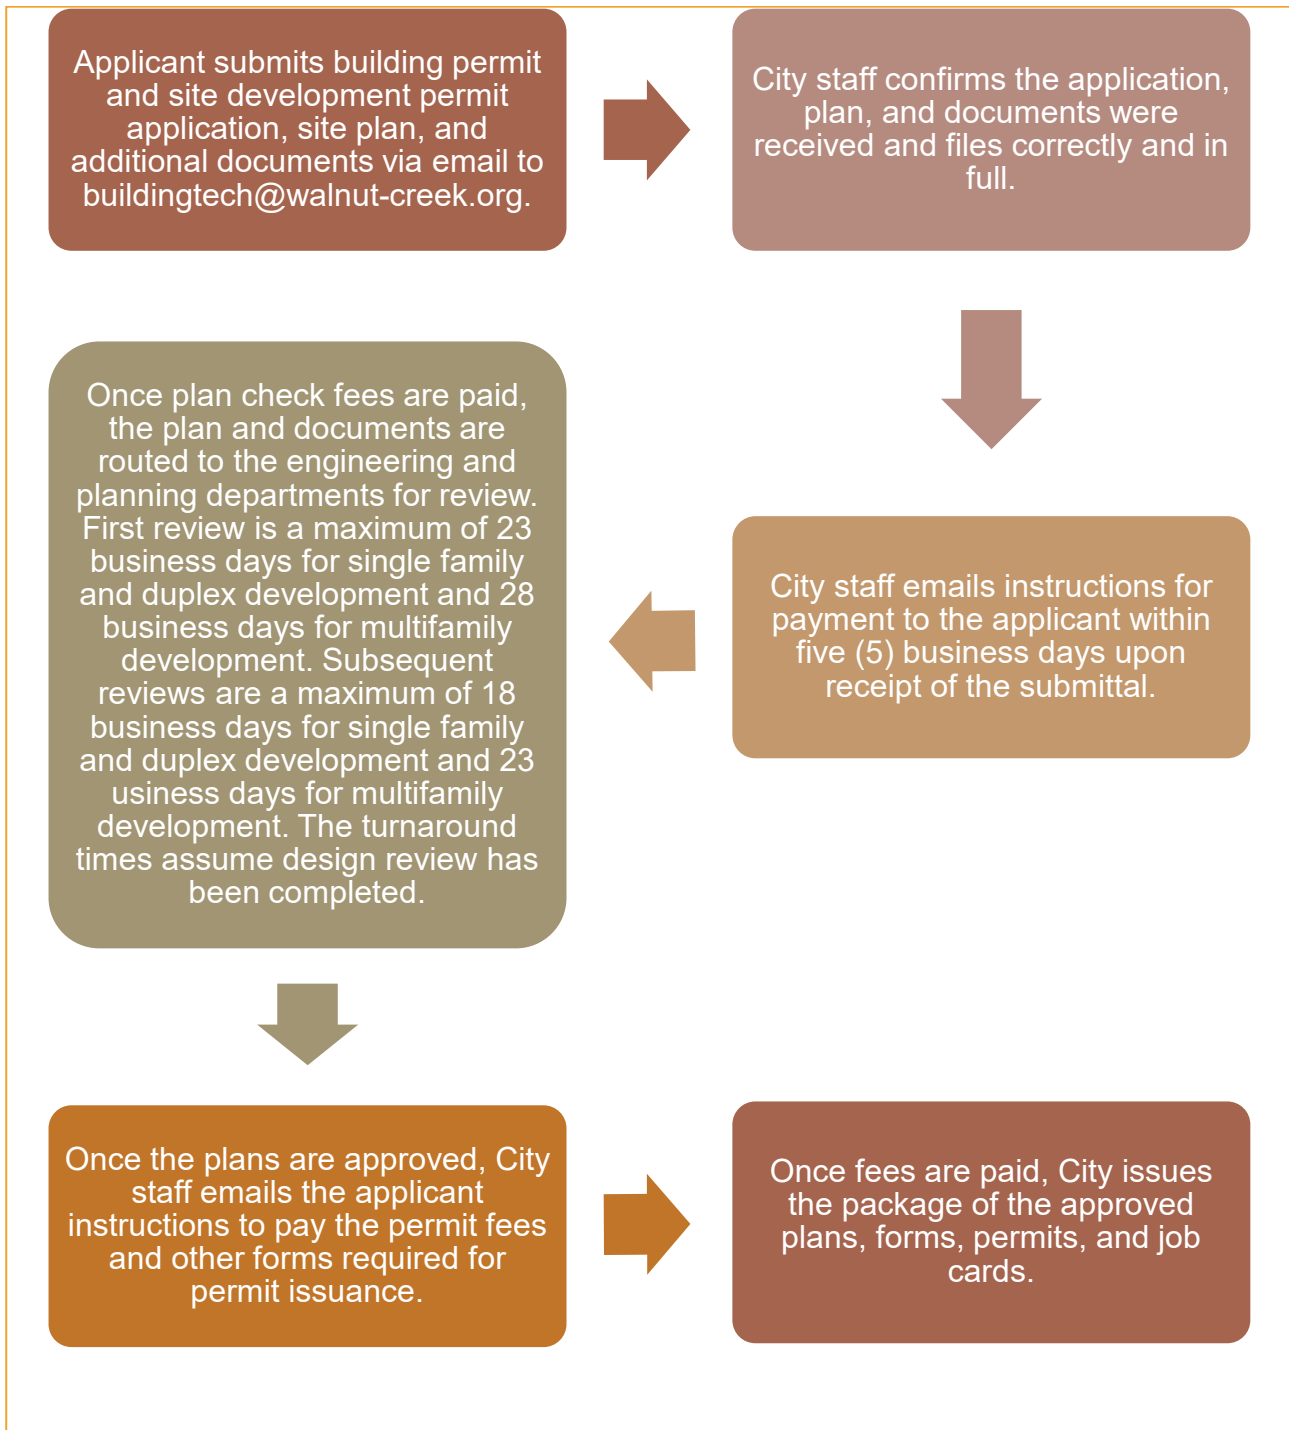 Applicant submits building permit
and site development permit
application, site plan, and
additional documents via email to
buildingtech@walnut-creek.org.
City staff confirms the application,
plan, and documents were
received and files correctly and in
full.
City staff emails instructions for
payment to the applicant within
five (5) business days upon
receipt of the submittal.
Once plan check fees are paid,
the plan and documents are
routed to the engineering and
planning departments for review.
First review is a maximum of 23
business days for single family
and duplex development and 28
business days for multifamily
development. Subsequent
reviews are a maximum of 18
business days for single family
and duplex development and 23
usiness days for multifamily
development. The turnaround
times assume design review has
been completed.
Once the plans are approved, City
staff emails the applicant
instructions to pay the permit fees
and other forms required for
permit issuance.
Once fees are paid, City issues
the package of the approved
plans, forms, permits, and job
cards.